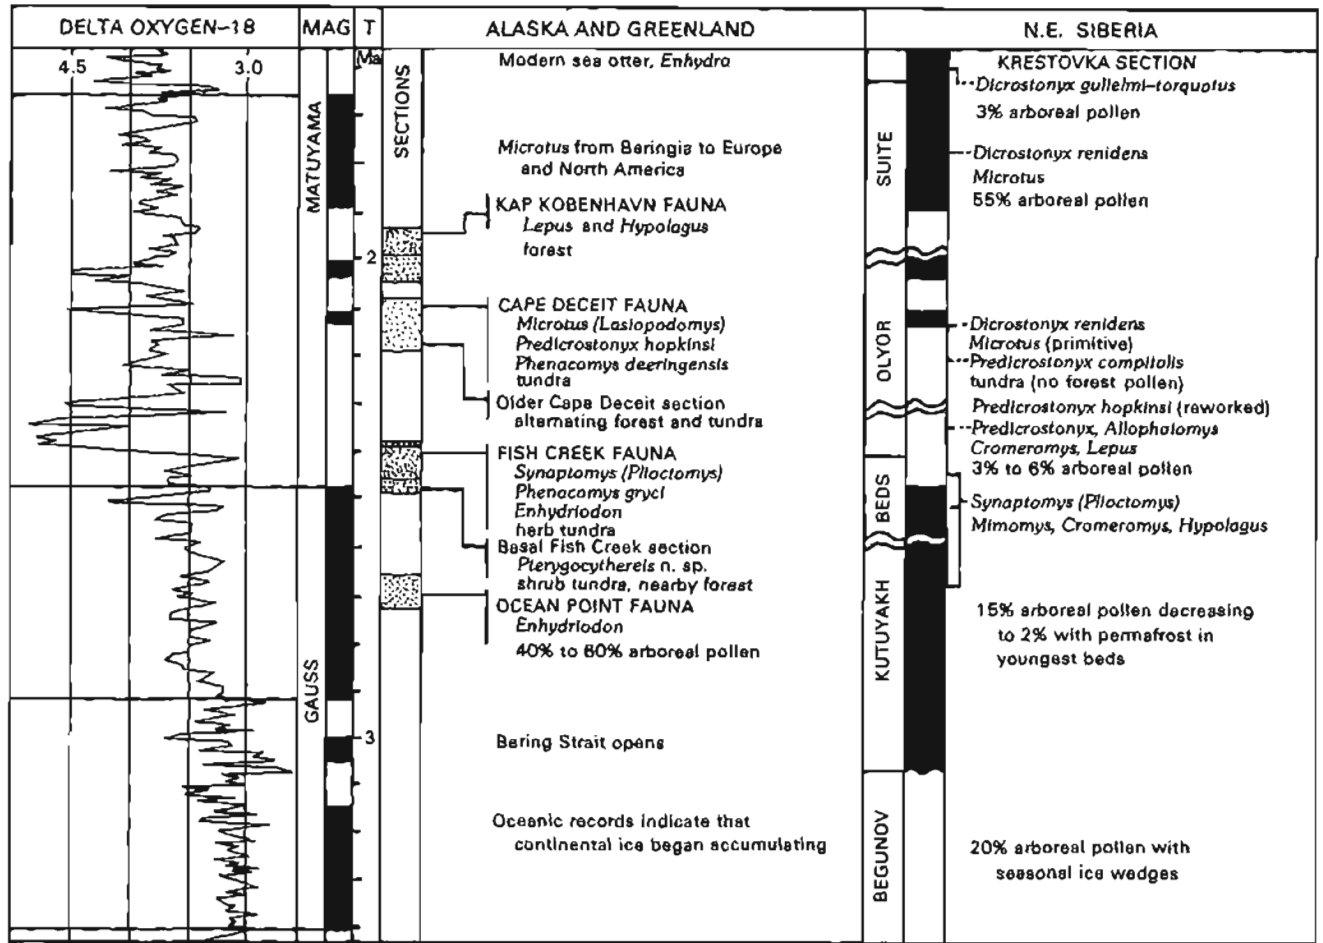 DELTA OXYGEN-18
MAG
T
ALASKA AND GREENLAND
N.E. SIBERIA
4.5
3.0
Ma
MATUYAMA
GAUSS
2
3
SECTIONS
Modern sea otter, Enhydra
Microtus from Beringia to Europe
and North America
KAP KOBENHAVN FAUNA
Lepus and Hypolagus
forest
CAPE DECEIT FAUNA
Microtus (Lasiopodomys)
Predicrostonyx hopkinsi
Phenacomys deeringensis
tundra
Older Cape Deceit section
alternating forest and tundra
FISH CREEK FAUNA
Synaptomys (Plioctomys)
Phenacomys gryci
Enhydriodon
herb tundra
Basal Fish Creek section
Pterygocythereis n. sp.
shrub tundra, nearby forest
OCEAN POINT FAUNA
Enhydriodon
40% to 60% arboreal pollen
Bering Strait opens
Oceanic records indicate that
continental ice began accumulating
SUITE
OLYOR
BEDS
KUTUYAKH
BEGUNOV
KRESTOVKA SECTION
Dicrostonyx gulielmi-torquatus
3% arboreal pollen
Dicrostonyx renidens
Microtus
55% arboreal pollen
Dicrostonyx renidens
Microtus (primitive)
Predicrostonyx compitalis
tundra (no forest pollen)
Predicrostonyx hopkinsi (reworked)
Predicrostonyx, Allophaiomys
Cromeromys, Lepus
3% to 6% arboreal pollen
Synaptomys (Plioctomys)
Mimomys, Cromeromys, Hypolagus
15% arboreal pollen decreasing
to 2% with permafrost in
youngest beds
20% arboreal pollen with
seasonal ice wedges